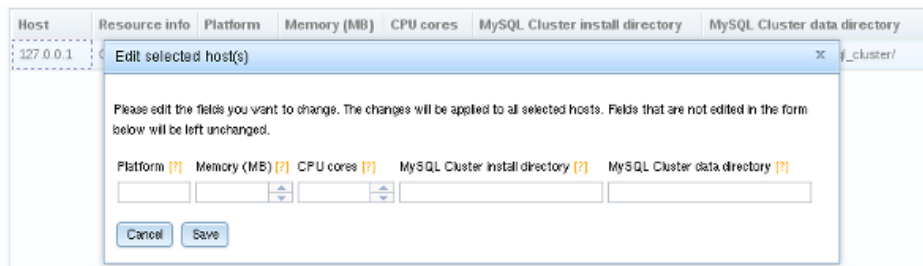 Host Resource info Platform Memory (MB) CPU cores MySQL Cluster install directory MySQL Cluster data directory
127.0.0.1
Edit selected host(s) x
Please edit the fields you want to change. The changes will be applied to all selected hosts. Fields that are not edited in the form
below will be left unchanged.
Platform [?] Memory (MB) [?] CPU cores [?] MySQL Cluster install directory [?] MySQL Cluster data directory [?]
Cancel Save